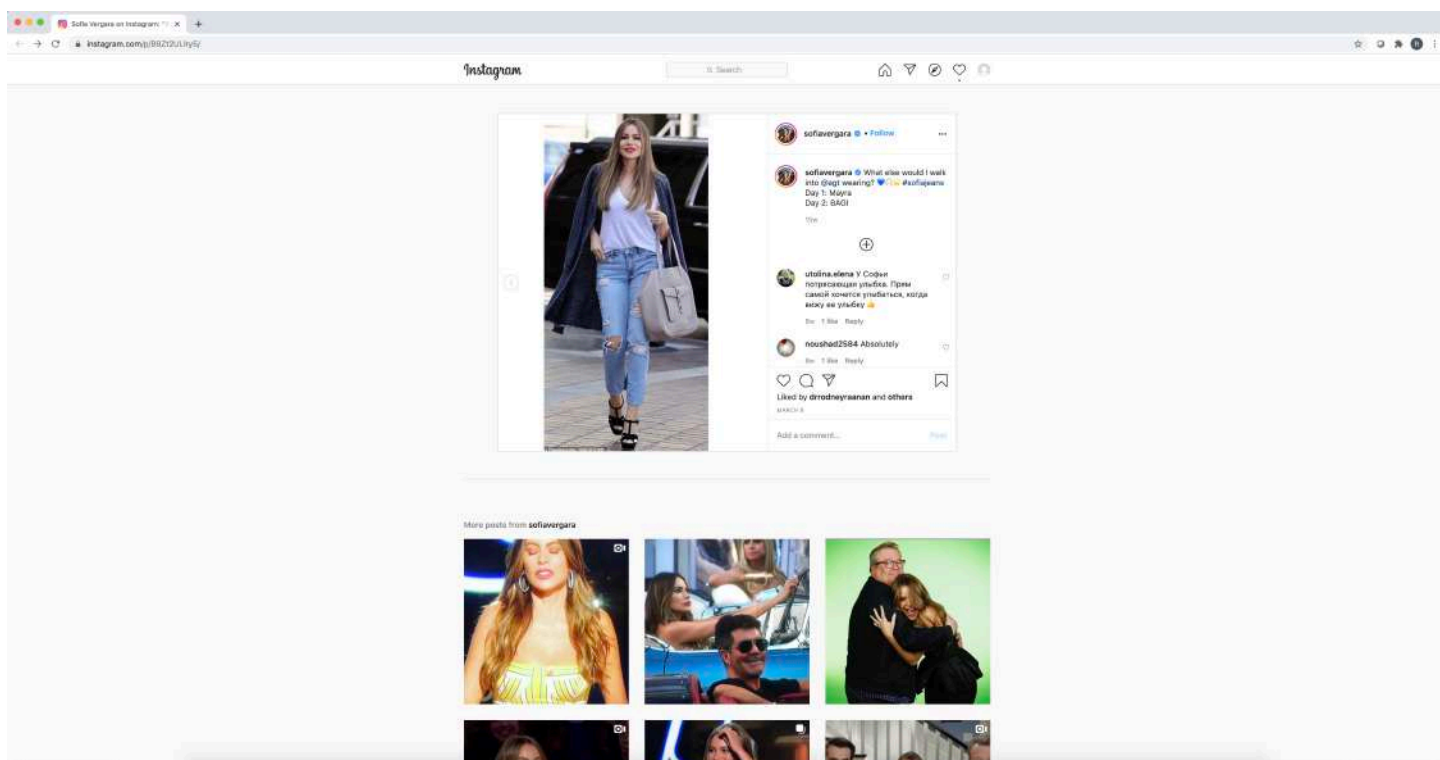 Sofia Vergara on Instagram:
instagram.com/p/
Instagram
Search
sofiavergara • Follow
sofiavergara What else would I walk
into @agt wearing? #sofiajeans
Day 1: Mayra
Day 2: BAGI
utolina.elena У Софьи
потрясающая улыбка. Прям
самой хочется улыбаться, когда
вижу ее улыбку
1 like Reply
noushad2584 Absolutely
1 like Reply
Liked by drrodneyraanan and others
MARCH
Add a comment...
Post
More posts from sofiavergara